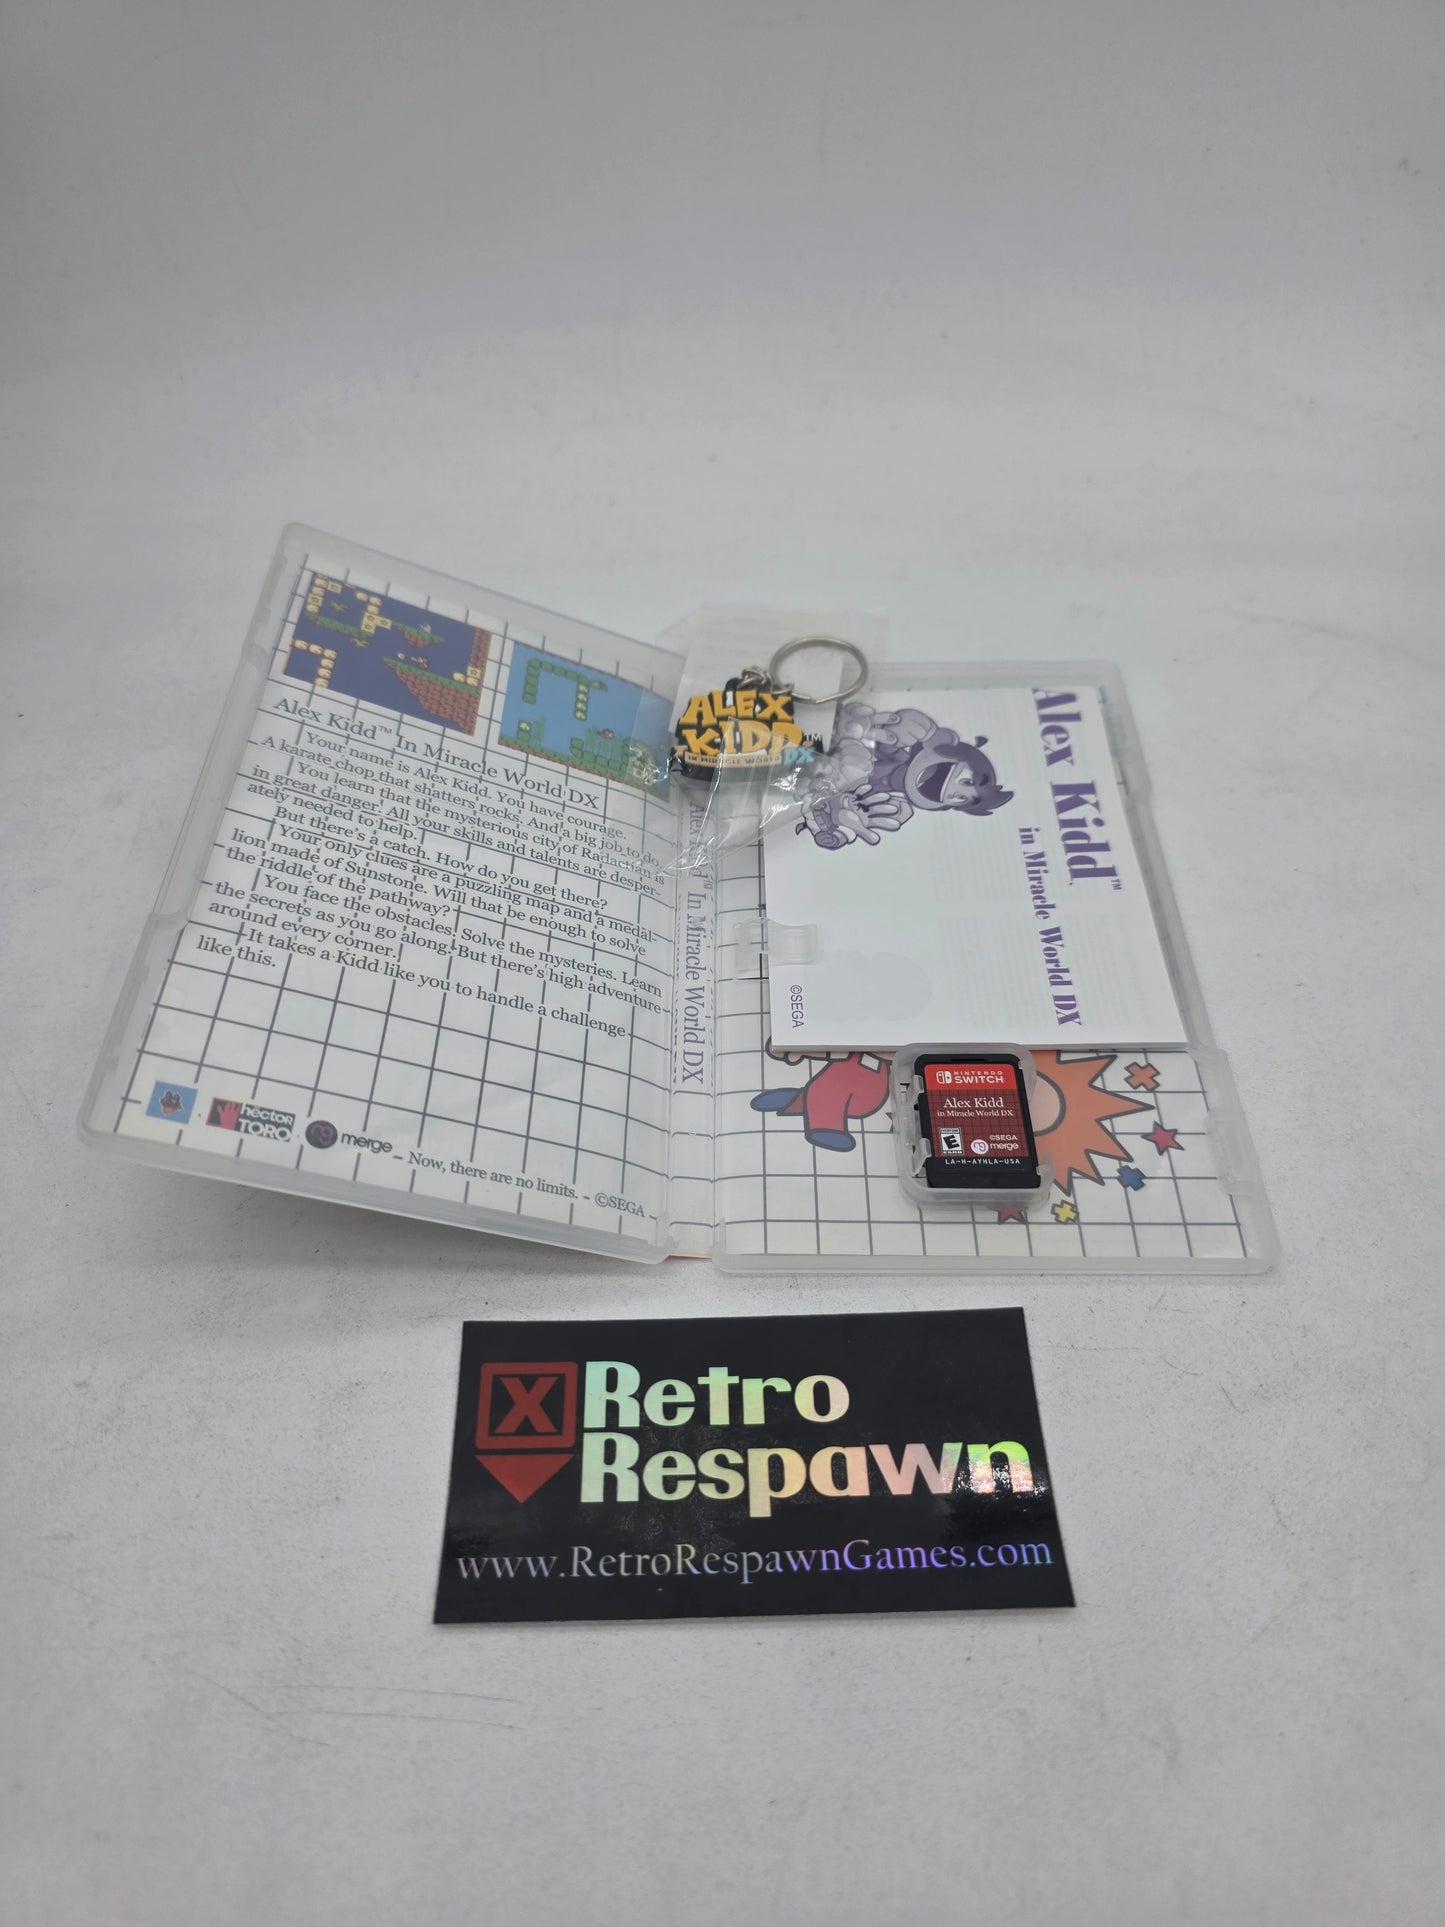 Alex Kidd™ In Miracle World DX
Your name is Alex Kidd. You have courage.
A karate chop that shatters rocks. And a big job to do.
You learn that the mysterious city of Radactian is
in great danger! All your skills and talents are desper-
ately needed to help.
But there's a catch. How do you get there?
Your only clues are a puzzling map and a medal-
lion made of Sunstone. Will that be enough to solve
the riddle of the pathway?
You face the obstacles. Solve the mysteries. Learn
the secrets as you go along. But there's high adventure
around every corner.
It takes a Kidd like you to handle a challenge
like this.
hector
TORO
merge
Now, there are no limits. - ©SEGA
Alex Kidd™ In Miracle World DX
ALEX
KIDD™
IN MIRACLE WORLD DX
Alex Kidd™
in Miracle World DX
©SEGA
NINTENDO
SWITCH
Alex Kidd
in Miracle World DX
E
©SEGA
merge
LA-H-AYHLA-USA
X Retro
Respawn
www.RetroRespawnGames.com